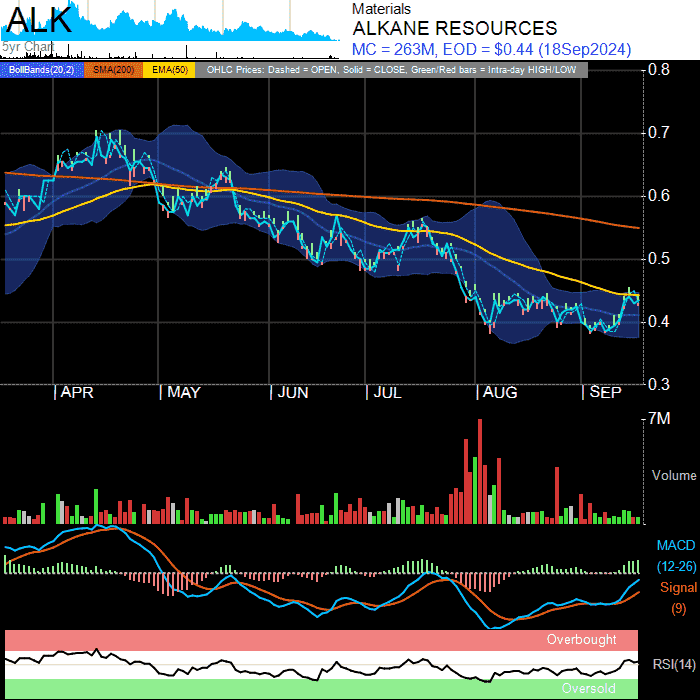 ALK
5yr Chart
Materials
ALKANE RESOURCES
MC = 263M, EOD = $0.44 (18Sep2024)
BollBands(20,2) SMA(200) EMA(50) OHLC Prices: Dashed = OPEN, Solid = CLOSE, Green/Red bars = Intra-day HIGH/LOW
0.8
0.7
0.6
0.5
0.4
0.3
APR MAY JUN JUL AUG SEP
7M
Volume
MACD
(12-26)
Signal
(9)
Overbought
RSI(14)
Oversold